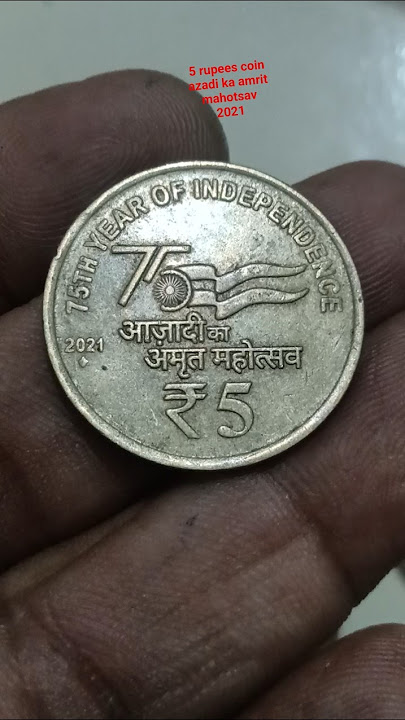 5 rupees coin
azadi ka amrit
mahotsav
2021
75TH YEAR OF INDEPENDENCE
75
2021
आज़ादी का
अमृत महोत्सव
₹5